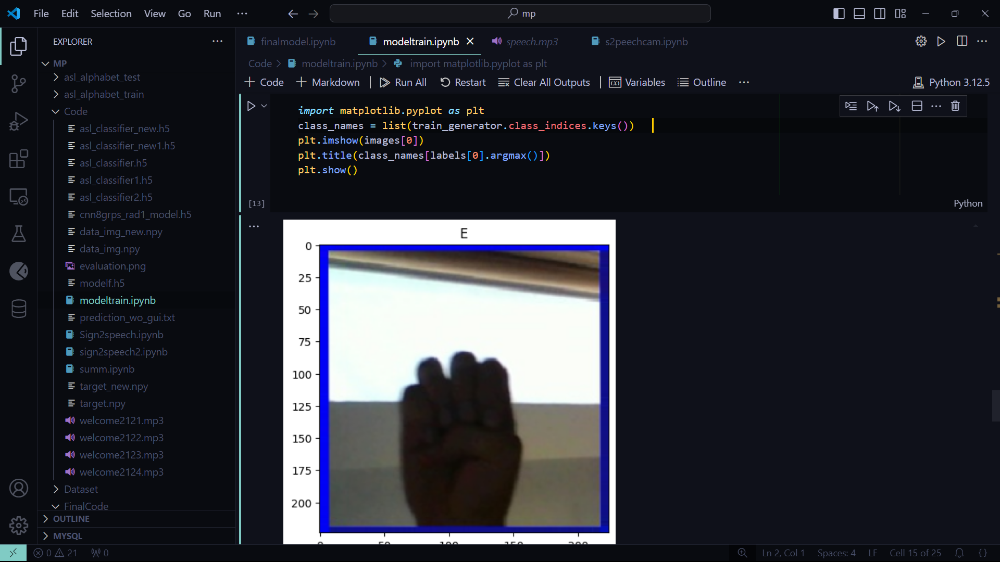 File Edit Selection View Go Run ···
mp
EXPLORER ···
MP
asl_alphabet_test
asl_alphabet_train
Code
asl_classifier_new.h5
asl_classifier_new1.h5
asl_classifier.h5
asl_classifier1.h5
asl_classifier2.h5
cnn8grps_rad1_model.h5
data_img_new.npy
data_img.npy
evaluation.png
modelf.h5
modeltrain.ipynb
prediction_wo_gui.txt
Sign2speech.ipynb
sign2speech2.ipynb
summ.ipynb
target_new.npy
target.npy
welcome2121.mp3
welcome2122.mp3
welcome2123.mp3
welcome2124.mp3
Dataset
FinalCode
OUTLINE
MYSQL
finalmodel.ipynb modeltrain.ipynb speech.mp3 s2peechcam.ipynb
Code > modeltrain.ipynb > import matplotlib.pyplot as plt
+ Code + Markdown | Run All Restart Clear All Outputs | Variables Outline ··· Python 3.12.5
import matplotlib.pyplot as plt
class_names = list(train_generator.class_indices.keys())
plt.imshow(images[0])
plt.title(class_names[labels[0].argmax()])
plt.show()
[13] Python
E
0
25
50
75
100
125
150
175
200
0 50 100 150 200
0 21 0 Ln 2, Col 1 Spaces: 4 LF Cell 15 of 25 {}